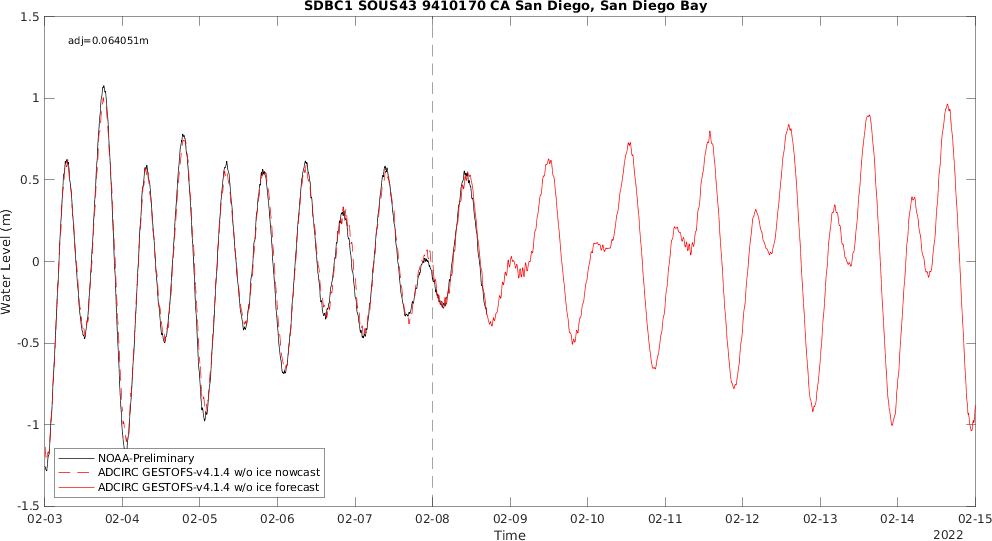 SDBC1 SOUS43 9410170 CA San Diego, San Diego Bay
adj=0.064051m
1.5
1
0.5
0
-0.5
-1
-1.5
Water Level (m)
NOAA-Preliminary
ADCIRC GESTOFS-v4.1.4 w/o ice nowcast
ADCIRC GESTOFS-v4.1.4 w/o ice forecast
02-03 02-04 02-05 02-06 02-07 02-08 02-09 02-10 02-11 02-12 02-13 02-14 02-15
Time
2022